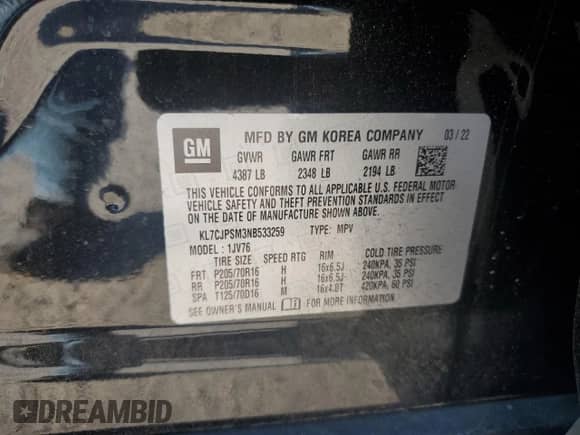 GM MFD BY GM KOREA COMPANY 03/22
GVWR GAWR FRT GAWR RR
4387 LB 2348 LB 2194 LB
THIS VEHICLE CONFORMS TO ALL APPLICABLE U.S. FEDERAL MOTOR
VEHICLE SAFETY AND THEFT PREVENTION STANDARDS IN EFFECT ON
THE DATE OF MANUFACTURE SHOWN ABOVE.
KL7CJPSM3NB533259 TYPE: MPV
MODEL: 1JV76
TIRE SIZE SPEED RTG RIM COLD TIRE PRESSURE
FRT P205/70R16 H 16x6.5J 240KPA, 35 PSI
RR P205/70R16 H 16x6.5J 240KPA, 35 PSI
SPA T125/70D16 M 16x4.0T 420KPA, 60 PSI
SEE OWNER'S MANUAL FOR MORE INFORMATION.
DREAMBID